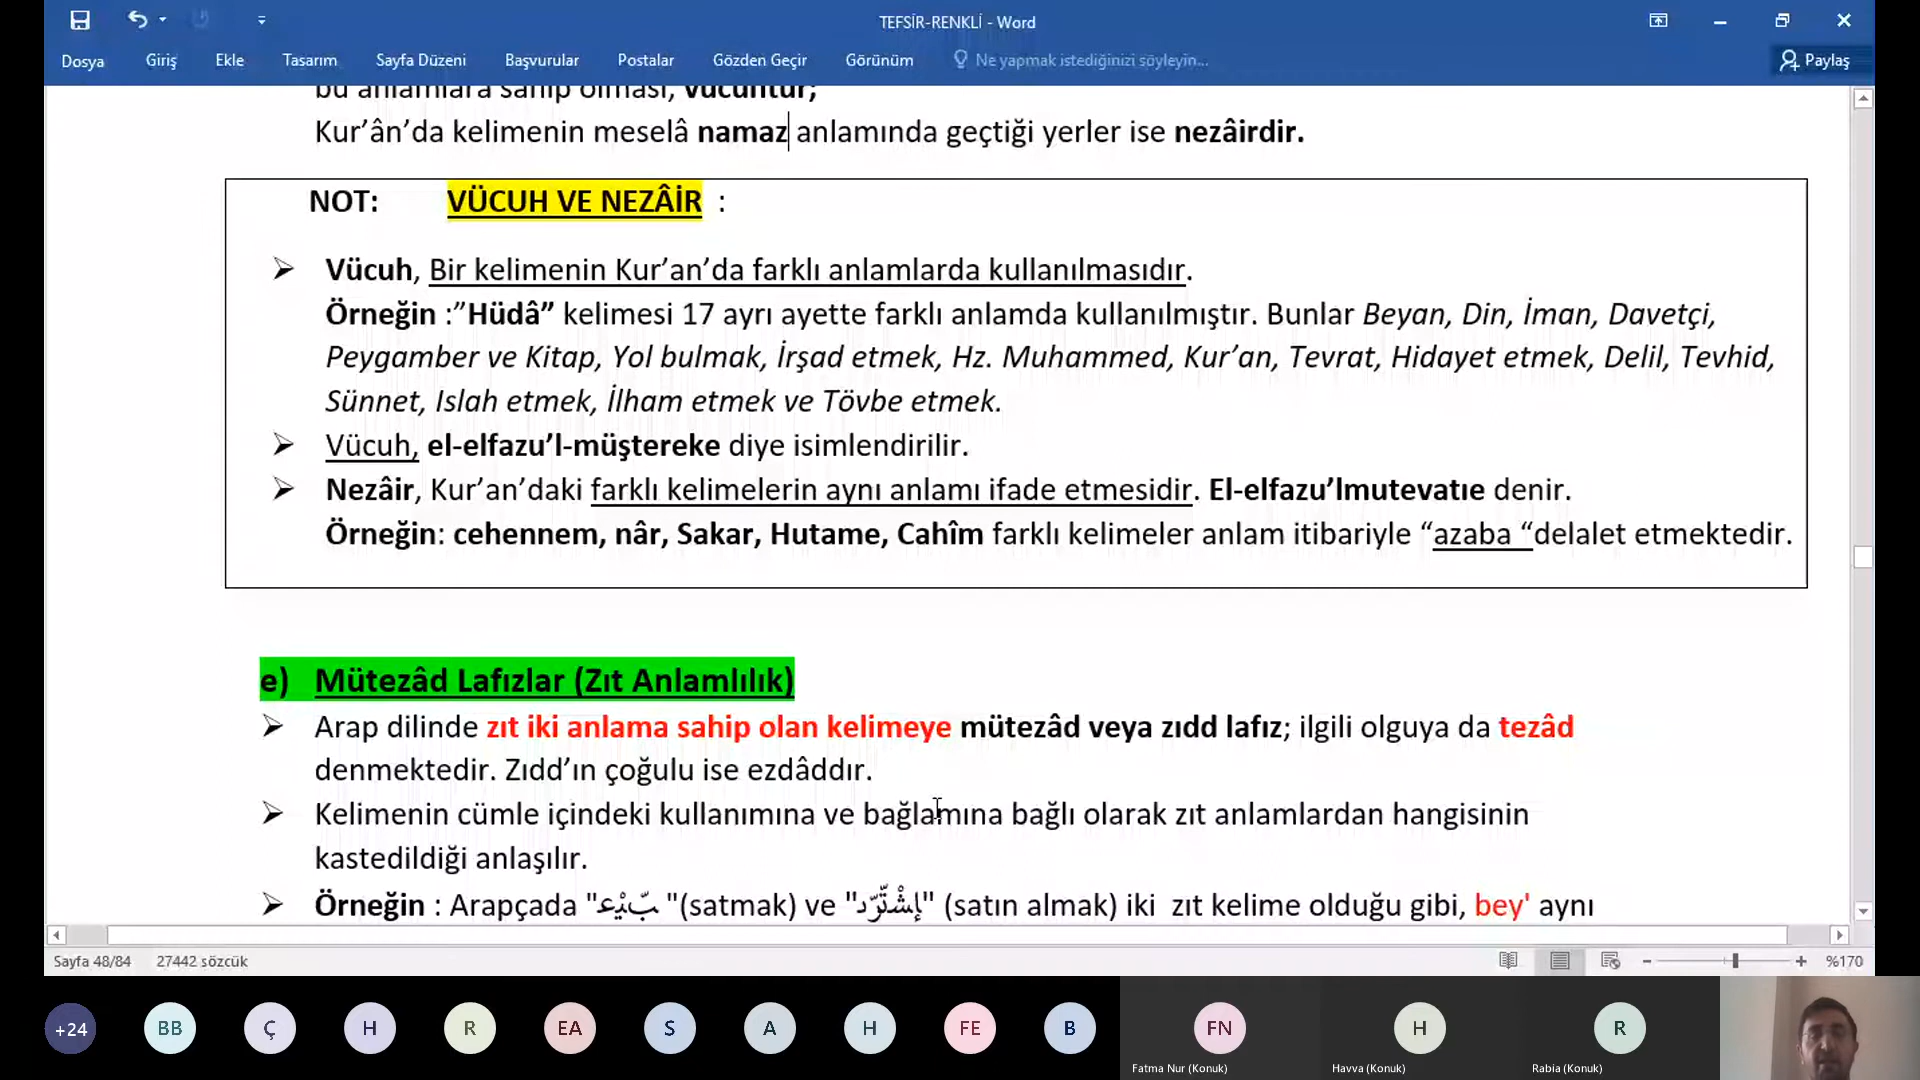 TEFSİR-RENKLİ - Word
Dosya Giriş Ekle Tasarım Sayfa Düzeni Başvurular Postalar Gözden Geçir Görünüm Ne yapmak istediğinizi söyleyin... Paylaş
bu anlamlara sahip olması, vücuhtur;
Kur’ân’da kelimenin meselâ namaz anlamında geçtiği yerler ise nezâirdir.
NOT: VÜCUH VE NEZÂİR :
Vücuh, Bir kelimenin Kur’an’da farklı anlamlarda kullanılmasıdır.
Örneğin :”Hüdâ” kelimesi 17 ayrı ayette farklı anlamda kullanılmıştır. Bunlar Beyan, Din, İman, Davetçi,
Peygamber ve Kitap, Yol bulmak, İrşad etmek, Hz. Muhammed, Kur’an, Tevrat, Hidayet etmek, Delil, Tevhid,
Sünnet, Islah etmek, İlham etmek ve Tövbe etmek.
Vücuh, el-elfazu’l-müştereke diye isimlendirilir.
Nezâir, Kur’an’daki farklı kelimelerin aynı anlamı ifade etmesidir. El-elfazu’lmutevatıe denir.
Örneğin: cehennem, nâr, Sakar, Hutame, Cahîm farklı kelimeler anlam itibariyle “azaba “delalet etmektedir.
e) Mütezâd Lafızlar (Zıt Anlamlılık)
Arap dilinde zıt iki anlama sahip olan kelimeye mütezâd veya zıdd lafız; ilgili olguya da tezâd
denmektedir. Zıdd’ın çoğulu ise ezdâddır.
Kelimenin cümle içindeki kullanımına ve bağlamına bağlı olarak zıt anlamlardan hangisinin
kastedildiği anlaşılır.
Örneğin : Arapçada (satmak) ve (satın almak) iki zıt kelime olduğu gibi, bey' aynı
Sayfa 48/84 27442 sözcük %170
+24 BB Ç H R EA S A H FE B FN H R
Fatma Nur (Konuk) Havva (Konuk) Rabia (Konuk)